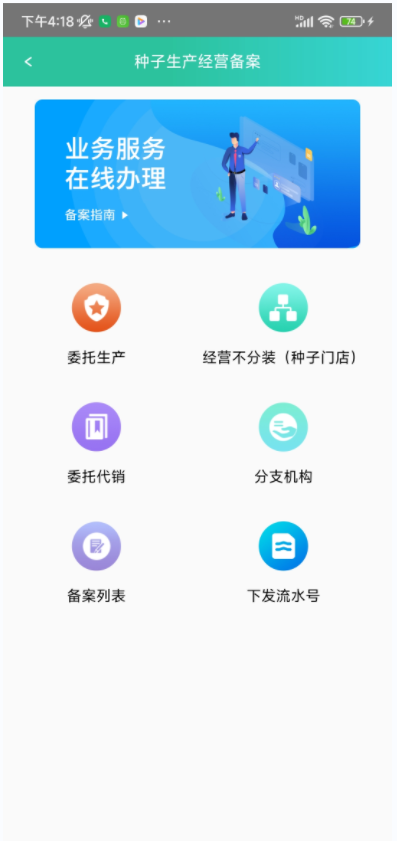 下午4:18 ... HD 74
<
种子生产经营备案
业务服务
在线办理
备案指南
委托生产
经营不分装（种子门店）
委托代销
分支机构
备案列表
下发流水号